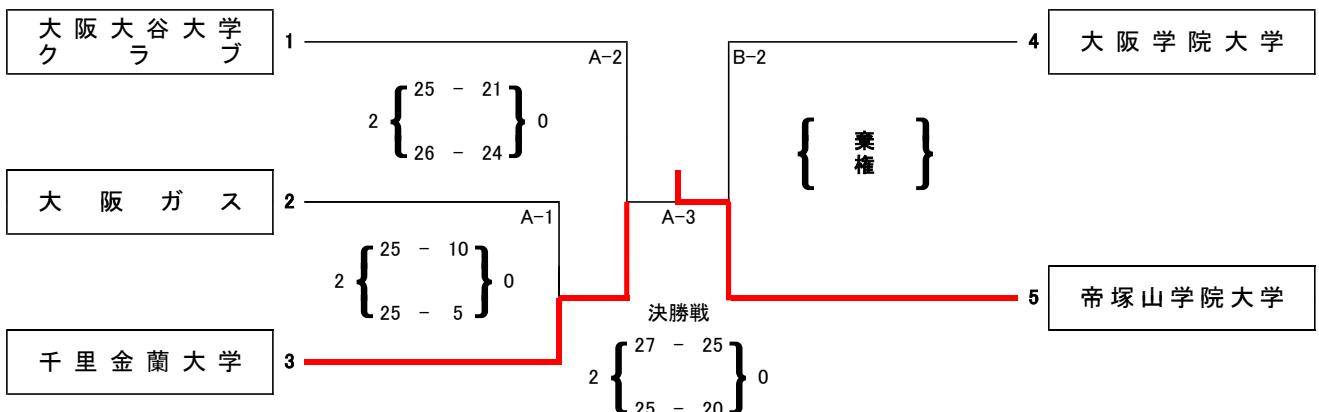 大阪大谷大学
クラブ
1
A-2
25 - 21
2 { } 0
26 - 24
大阪ガス
2
A-1
25 - 10
2 { } 0
25 - 5
千里金蘭大学
3
4
大阪学院大学
B-2
{ 棄権 }
A-3
5
帝塚山学院大学
決勝戦
27 - 25
2 { } 0
25 - 20